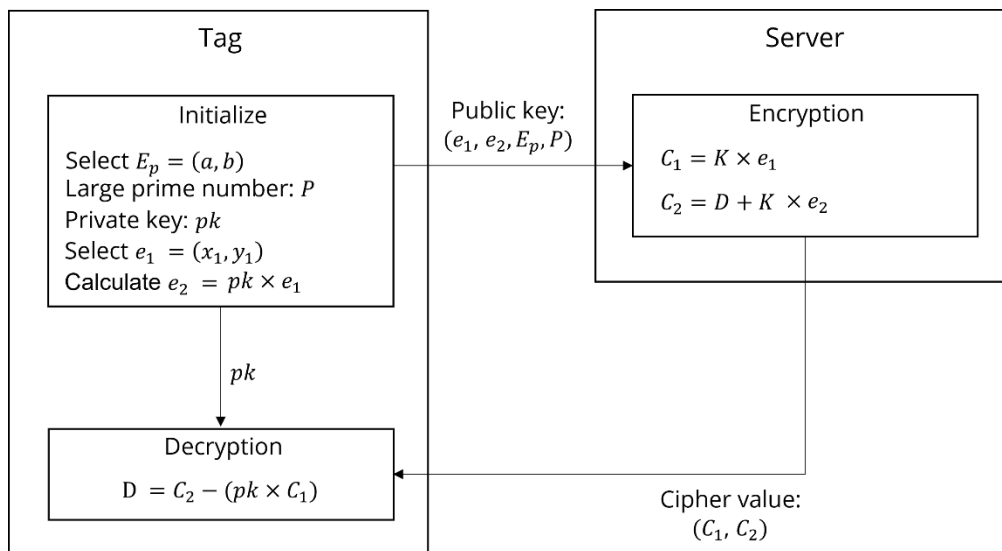 Tag
Initialize
Select E_p = (a, b)
Large prime number: P
Private key: pk
Select e_1 = (x_1, y_1)
Calculate e_2 = pk × e_1
pk
Decryption
D = C_2 − (pk × C_1)
Public key:
(e_1, e_2, E_p, P)
Server
Encryption
C_1 = K × e_1
C_2 = D + K × e_2
Cipher value:
(C_1, C_2)